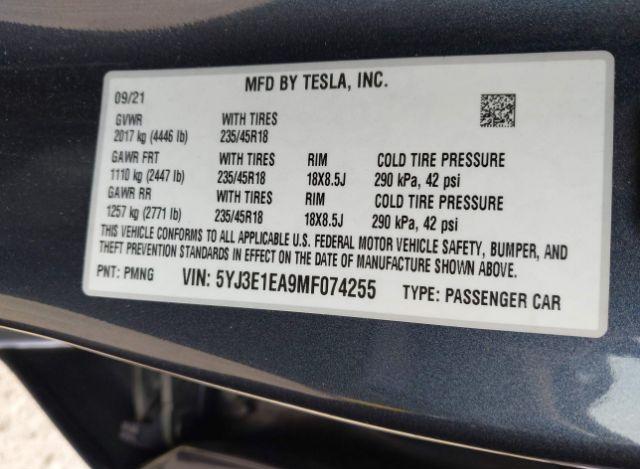 MFD BY TESLA, INC.
09/21
GVWR WITH TIRES
2017 kg (4446 lb) 235/45R18
GAWR FRT WITH TIRES RIM COLD TIRE PRESSURE
1110 kg (2447 lb) 235/45R18 18X8.5J 290 kPa, 42 psi
GAWR RR WITH TIRES RIM COLD TIRE PRESSURE
1257 kg (2771 lb) 235/45R18 18X8.5J 290 kPa, 42 psi
THIS VEHICLE CONFORMS TO ALL APPLICABLE U.S. FEDERAL MOTOR VEHICLE SAFETY, BUMPER, AND
THEFT PREVENTION STANDARDS IN EFFECT ON THE DATE OF MANUFACTURE SHOWN ABOVE.
PNT: PMNG VIN: 5YJ3E1EA9MF074255 TYPE: PASSENGER CAR